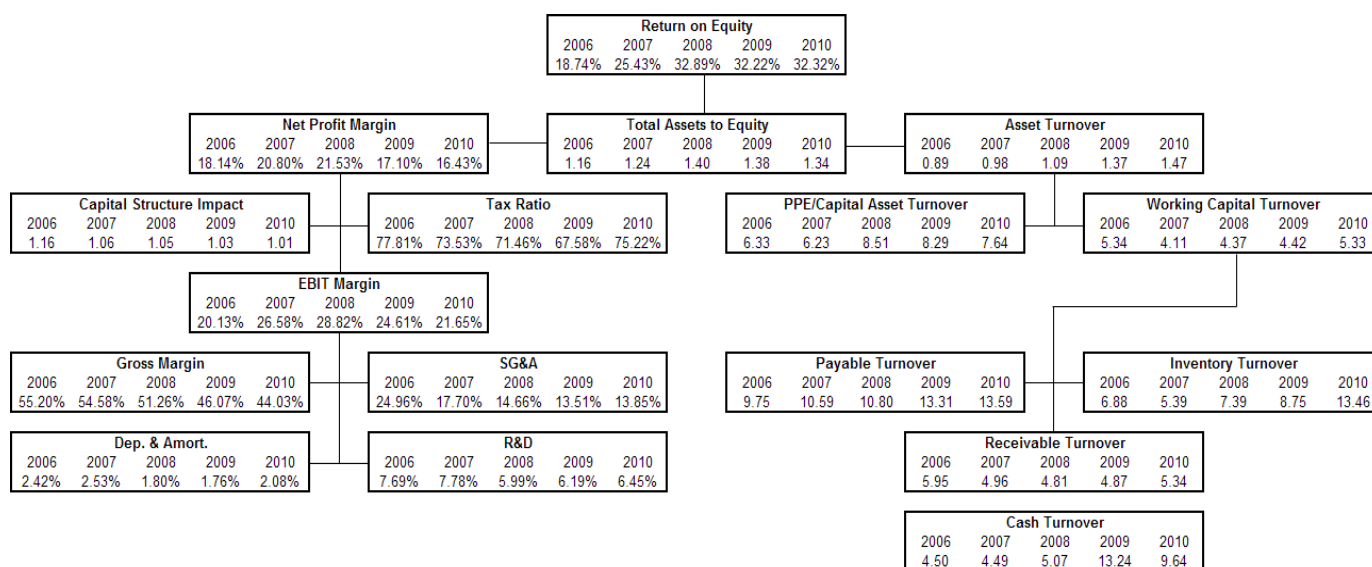 Return on Equity
2006 2007 2008 2009 2010
18.74% 25.43% 32.89% 32.22% 32.32%
Net Profit Margin
2006 2007 2008 2009 2010
18.14% 20.80% 21.53% 17.10% 16.43%
Total Assets to Equity
2006 2007 2008 2009 2010
1.16 1.24 1.40 1.38 1.34
Asset Turnover
2006 2007 2008 2009 2010
0.89 0.98 1.09 1.37 1.47
Capital Structure Impact
2006 2007 2008 2009 2010
1.16 1.06 1.05 1.03 1.01
Tax Ratio
2006 2007 2008 2009 2010
77.81% 73.53% 71.46% 67.58% 75.22%
PPE/Capital Asset Turnover
2006 2007 2008 2009 2010
6.33 6.23 8.51 8.29 7.64
Working Capital Turnover
2006 2007 2008 2009 2010
5.34 4.11 4.37 4.42 5.33
EBIT Margin
2006 2007 2008 2009 2010
20.13% 26.58% 28.82% 24.61% 21.65%
Gross Margin
2006 2007 2008 2009 2010
55.20% 54.58% 51.26% 46.07% 44.03%
SG&A
2006 2007 2008 2009 2010
24.96% 17.70% 14.66% 13.51% 13.85%
Payable Turnover
2006 2007 2008 2009 2010
9.75 10.59 10.80 13.31 13.59
Inventory Turnover
2006 2007 2008 2009 2010
6.88 5.39 7.39 8.75 13.46
Dep. & Amort.
2006 2007 2008 2009 2010
2.42% 2.53% 1.80% 1.76% 2.08%
R&D
2006 2007 2008 2009 2010
7.69% 7.78% 5.99% 6.19% 6.45%
Receivable Turnover
2006 2007 2008 2009 2010
5.95 4.96 4.81 4.87 5.34
Cash Turnover
2006 2007 2008 2009 2010
4.50 4.49 5.07 13.24 9.64